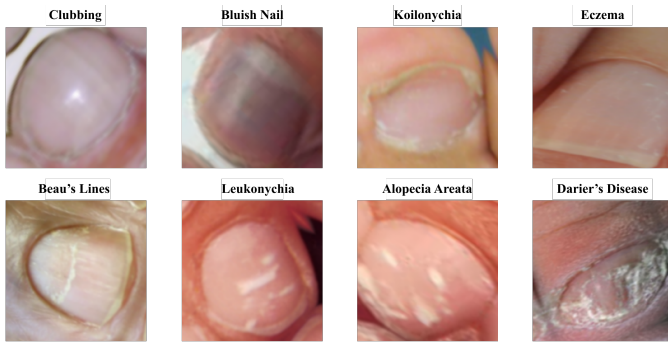 Clubbing
Bluish Nail
Koilonychia
Eczema
Beau's Lines
Leukonychia
Alopecia Areata
Darier's Disease